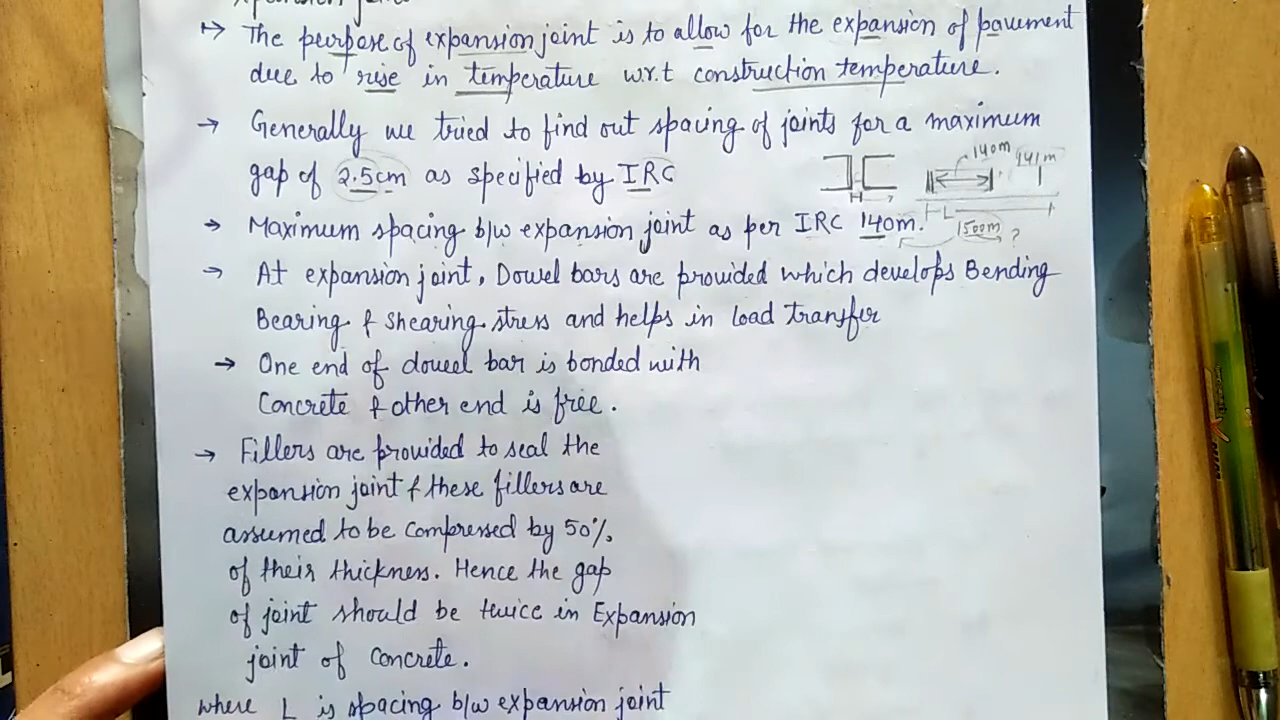 ↦ The purpose of expansion joint is to allow for the expansion of pavement
due to rise in temperature w.r.t construction temperature.
→ Generally we tried to find out spacing of joints for a maximum
gap of 2.5cm as specified by IRC
140m 141m
→ Maximum spacing b/w expansion joint as per IRC 140m.
L
1500m ?
→ At expansion joint, Dowel bars are provided which develops Bending
Bearing & shearing stress and helps in load transfer
→ One end of dowel bar is bonded with
Concrete & other end is free.
→ Fillers are provided to seal the
expansion joint & these fillers are
assumed to be compressed by 50%
of their thickness. Hence the gap
of joint should be twice in Expansion
joint of concrete.
where L is spacing b/w expansion joint